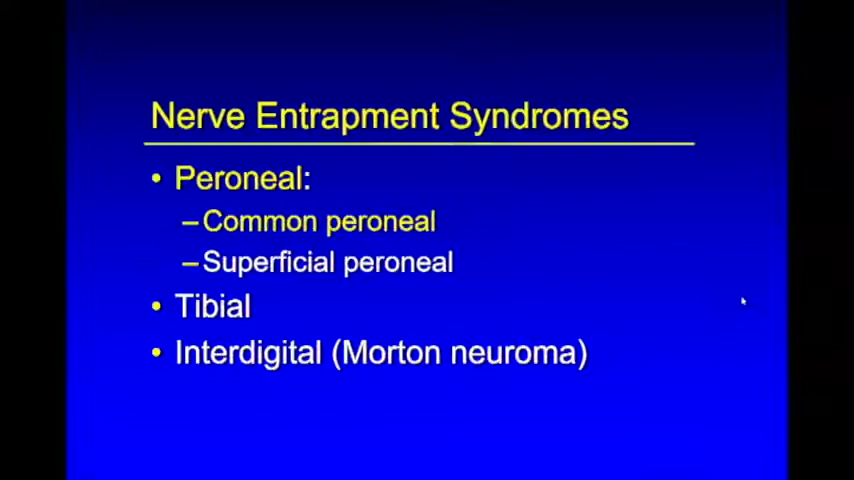 Nerve Entrapment Syndromes
• Peroneal:
–Common peroneal
–Superficial peroneal
• Tibial
• Interdigital (Morton neuroma)